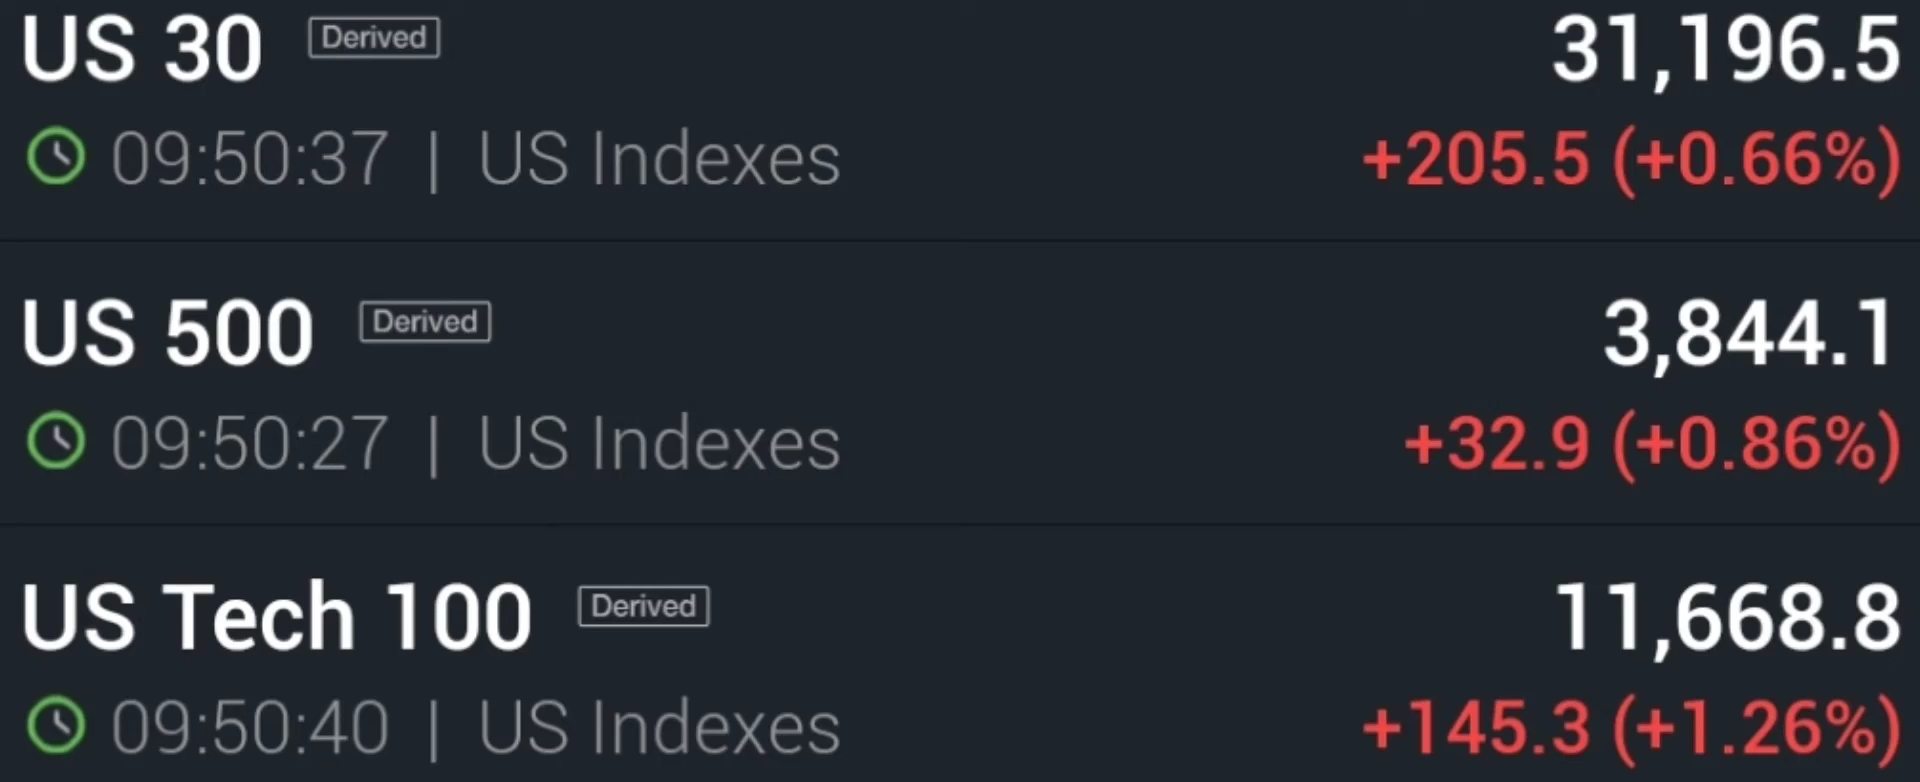 US 30 Derived 31,196.5
09:50:37 | US Indexes +205.5 (+0.66%)
US 500 Derived 3,844.1
09:50:27 | US Indexes +32.9 (+0.86%)
US Tech 100 Derived 11,668.8
09:50:40 | US Indexes +145.3 (+1.26%)